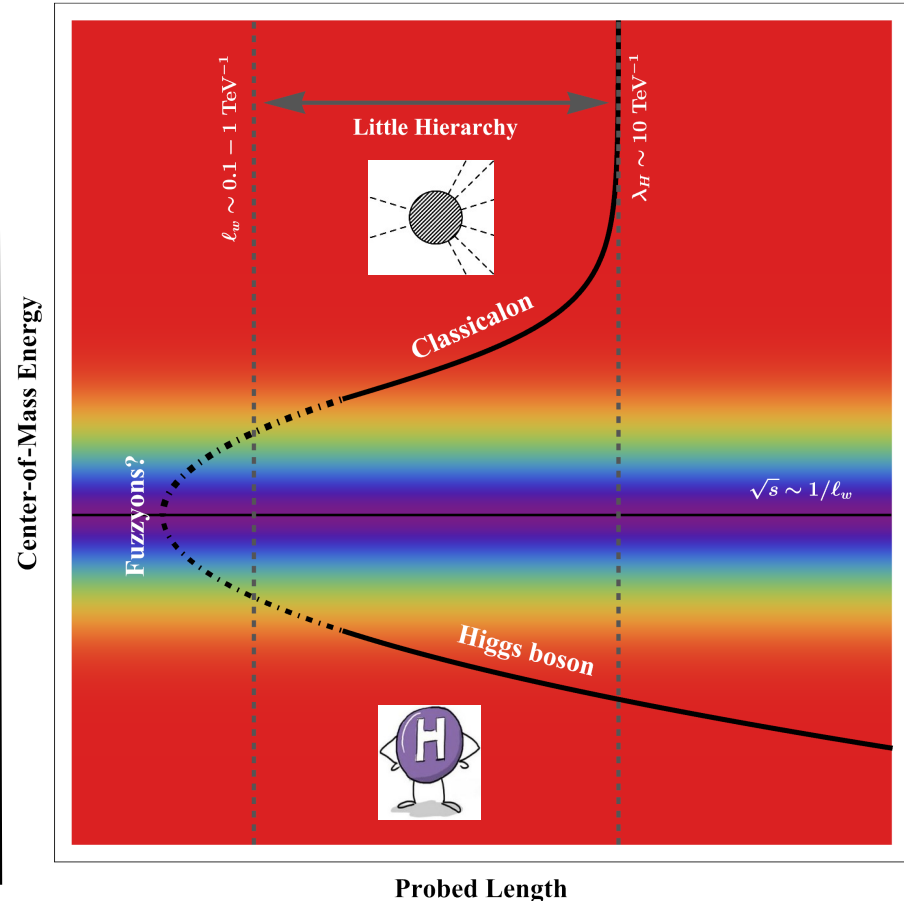 ℓ_w ∼ 0.1 − 1 TeV⁻¹
λ_H ∼ 10 TeV⁻¹
Little Hierarchy
Classicalon
Center-of-Mass Energy
Fuzzyons?
√s ∼ 1/ℓ_w
Higgs boson
H
Probed Length